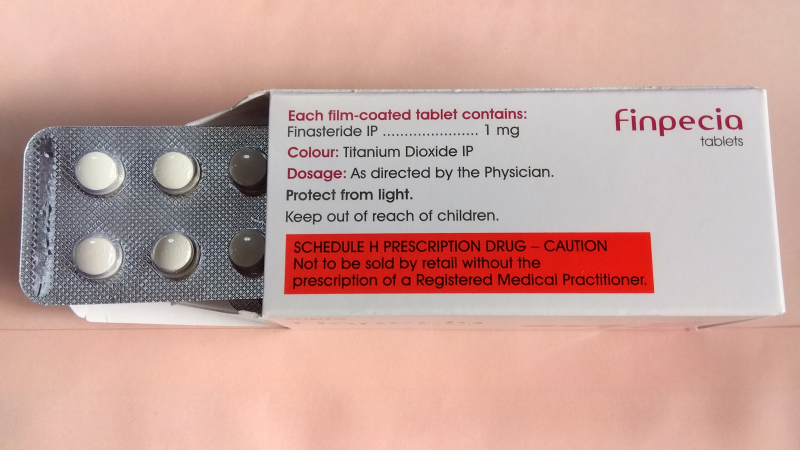 Each film-coated tablet contains:
Finasteride IP ...................... 1 mg
Colour: Titanium Dioxide IP
Dosage: As directed by the Physician.
Protect from light.
Keep out of reach of children.
SCHEDULE H PRESCRIPTION DRUG – CAUTION
Not to be sold by retail without the
prescription of a Registered Medical Practitioner.
Finpecia
tablets